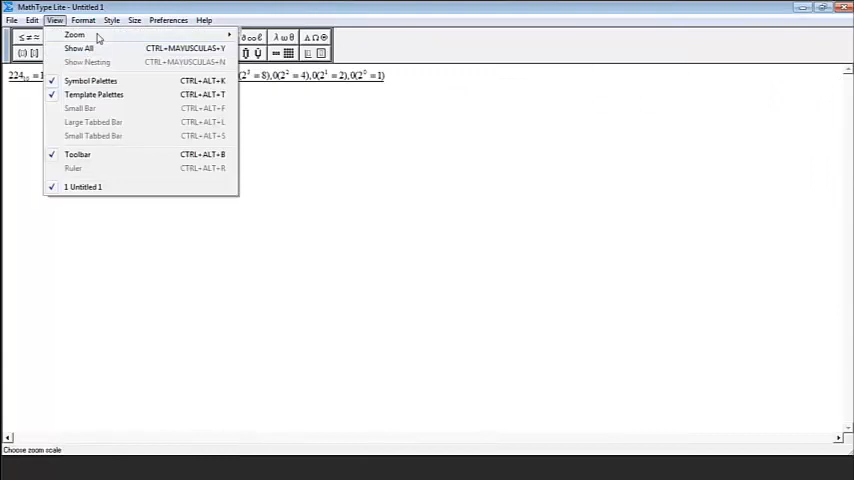 MathType Lite - Untitled 1
File Edit View Format Style Size Preferences Help
Zoom
Show All CTRL+MAYUSCULAS+Y
Show Nesting CTRL+MAYUSCULAS+N
Symbol Palettes CTRL+ALT+K
Template Palettes CTRL+ALT+T
Small Bar CTRL+ALT+F
Large Tabbed Bar CTRL+ALT+L
Small Tabbed Bar CTRL+ALT+S
Toolbar CTRL+ALT+B
Ruler CTRL+ALT+R
1 Untitled 1
≤ ≠ ≈ ∂ ∞ ℓ λ ω θ Λ Ω ⊕
224₁₀ = 1 (2³ = 8),0(2² = 4),0(2¹ = 2),0(2⁰ = 1)
Choose zoom scale